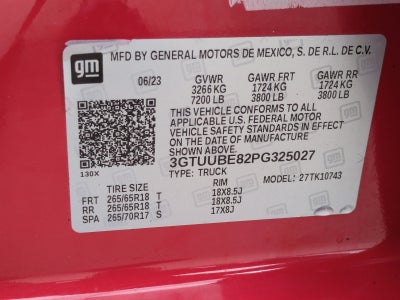 gm
MFD BY GENERAL MOTORS DE MEXICO, S. DE R.L. DE C.V.
06/23 GVWR GAWR FRT GAWR RR
3266 KG 1724 KG 1724 KG
7200 LB 3800 LB 3800 LB
THIS VEHICLE CONFORMS TO ALL
APPLICABLE U.S. FEDERAL MOTOR
VEHICLE SAFETY STANDARDS IN EFFECT
ON THE DATE OF MANUFACTURE
SHOWN ABOVE.
3GTUUBE82PG325027
130X TYPE: TRUCK MODEL: 27TK10743
TIRE SIZE RIM
FRT 265/65R18 T 18X8.5J
RR 265/65R18 T 18X8.5J
SPA 265/70R17 S 17X8J